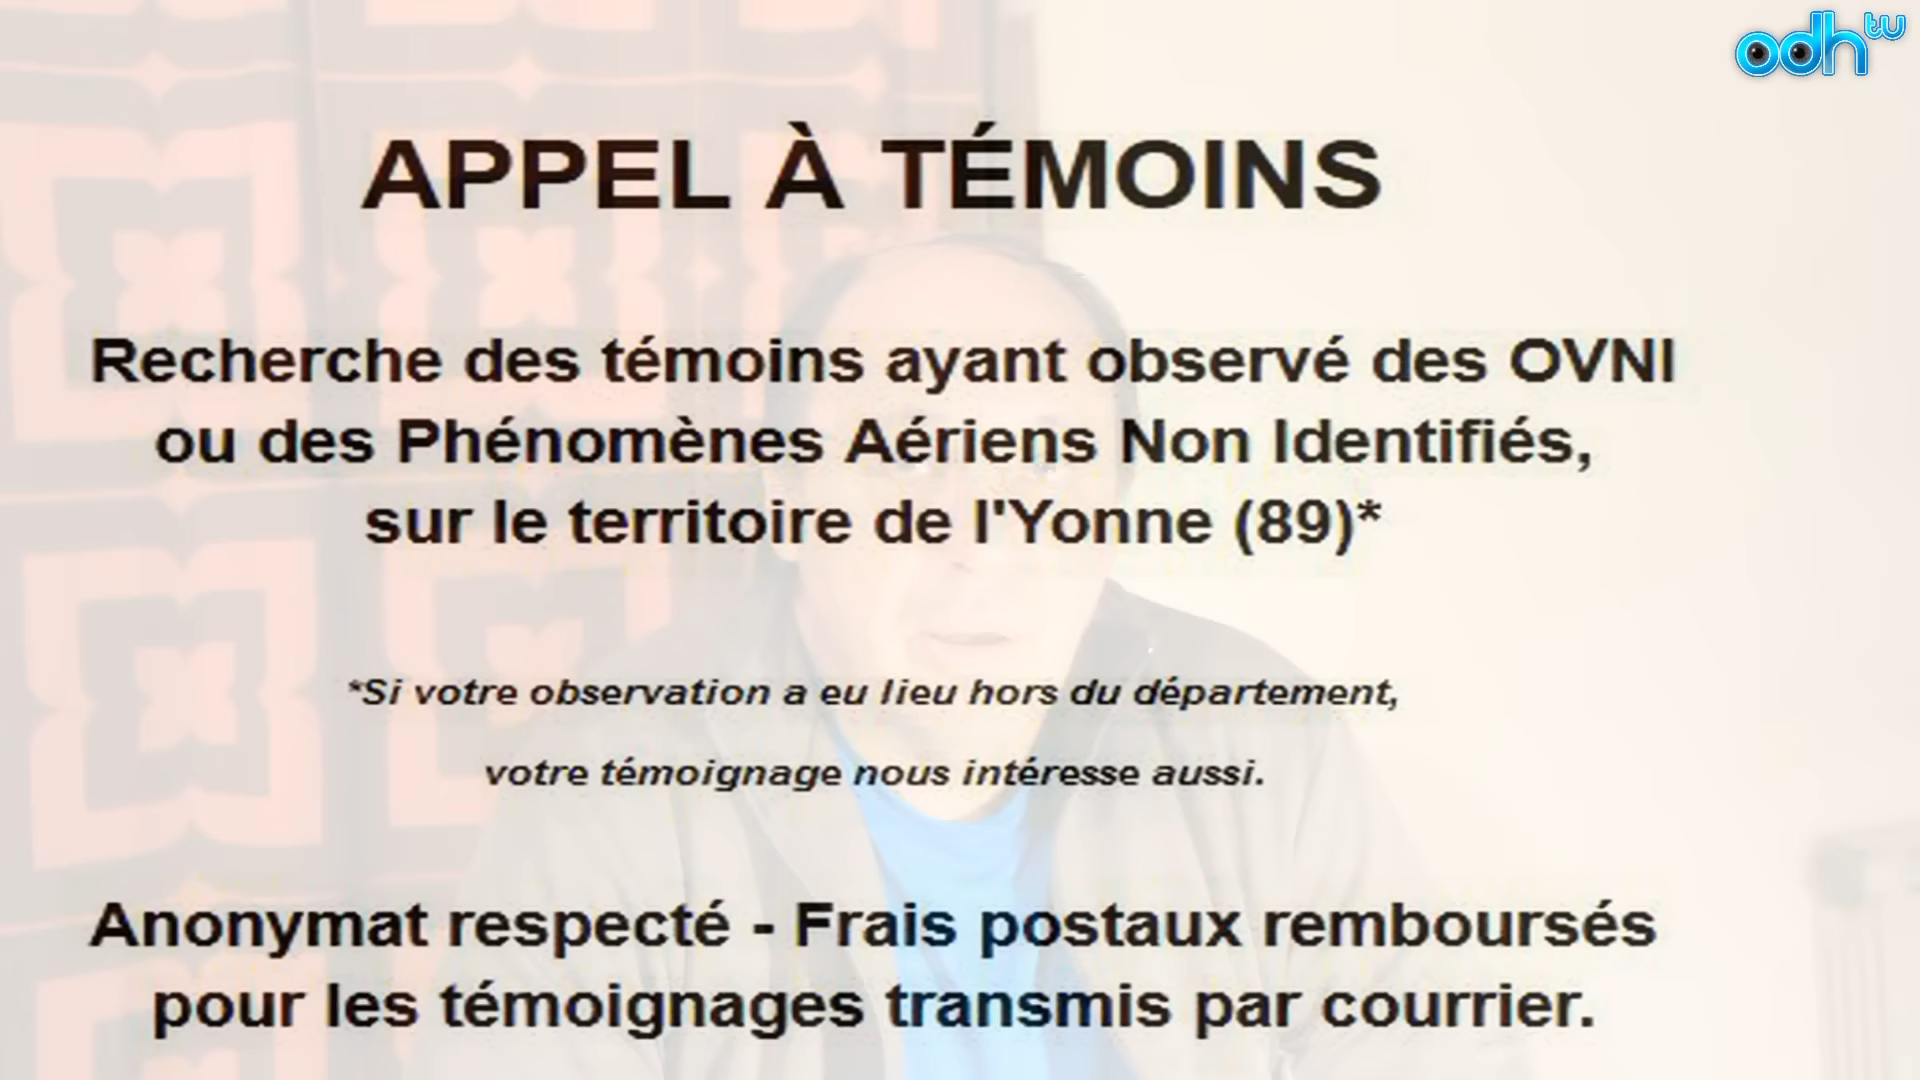 odh tv
APPEL À TÉMOINS
Recherche des témoins ayant observé des OVNI
ou des Phénomènes Aériens Non Identifiés,
sur le territoire de l'Yonne (89)*
*Si votre observation a eu lieu hors du département,
votre témoignage nous intéresse aussi.
Anonymat respecté - Frais postaux remboursés
pour les témoignages transmis par courrier.